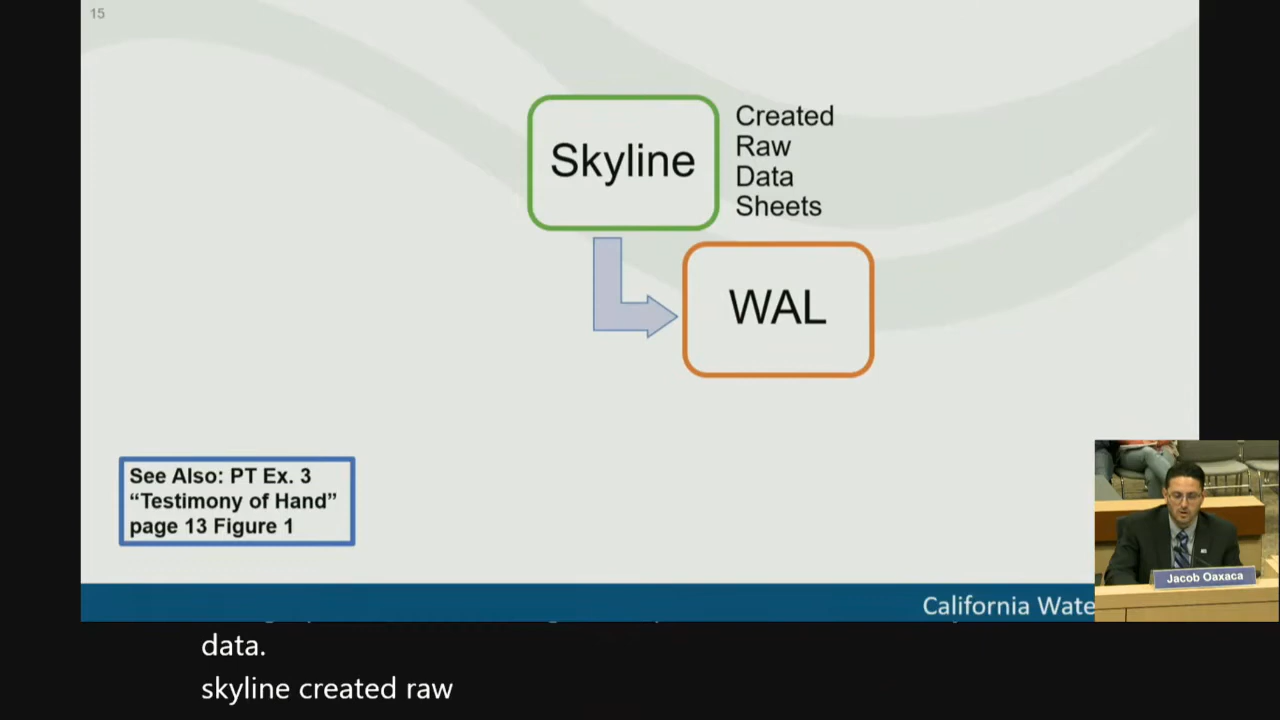 15
Skyline
Created
Raw
Data
Sheets
WAL
See Also: PT Ex. 3
“Testimony of Hand”
page 13 Figure 1
California Wate
Jacob Oaxaca
data.
skyline created raw